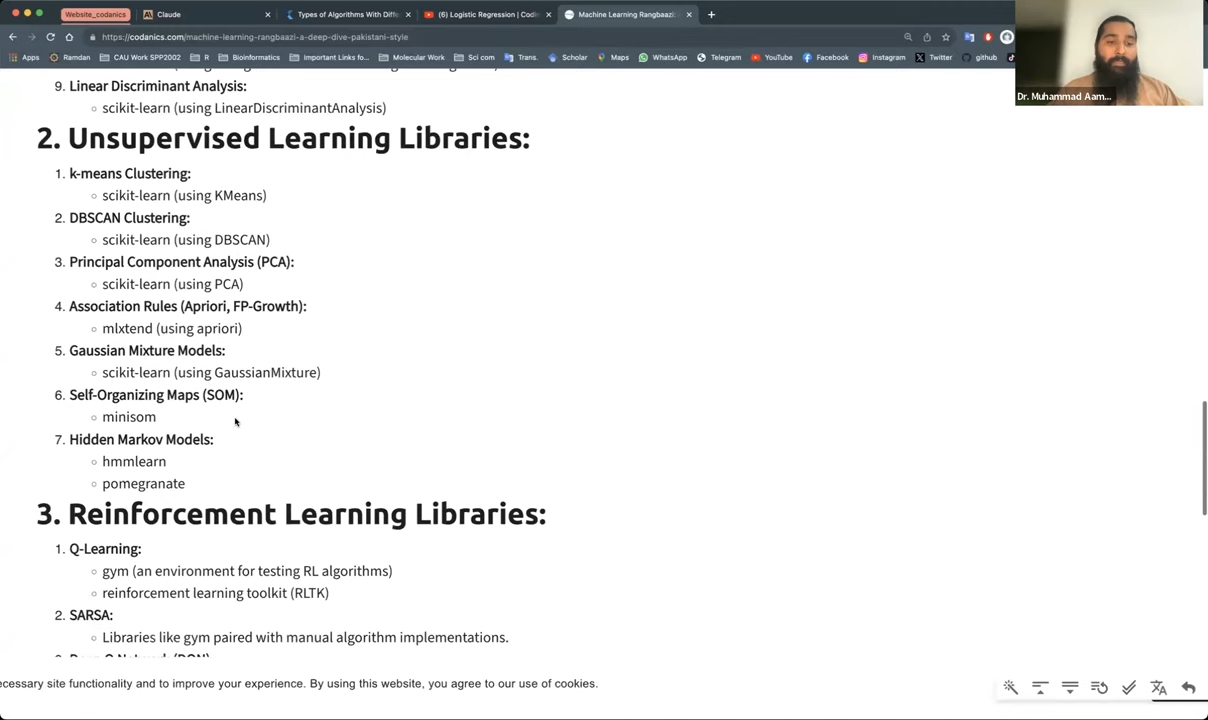 Website_codanics
Claude
Types of Algorithms With Diffe
(6) Logistic Regression | Codin
Machine Learning Rangbaazi
https://codanics.com/machine-learning-rangbaazi-a-deep-dive-pakistani-style
Apps
Ramdan
CAU Work SPP2002
R
Bioinformatics
Important Links fo...
Molecular Work
Sci com
Trans.
Scholar
Maps
WhatsApp
Telegram
YouTube
Facebook
Instagram
Twitter
github
Dr. Muhammad Aam...
9. Linear Discriminant Analysis:
scikit-learn (using LinearDiscriminantAnalysis)
2. Unsupervised Learning Libraries:
1. k-means Clustering:
scikit-learn (using KMeans)
2. DBSCAN Clustering:
scikit-learn (using DBSCAN)
3. Principal Component Analysis (PCA):
scikit-learn (using PCA)
4. Association Rules (Apriori, FP-Growth):
mlxtend (using apriori)
5. Gaussian Mixture Models:
scikit-learn (using GaussianMixture)
6. Self-Organizing Maps (SOM):
minisom
7. Hidden Markov Models:
hmmlearn
pomegranate
3. Reinforcement Learning Libraries:
1. Q-Learning:
gym (an environment for testing RL algorithms)
reinforcement learning toolkit (RLTK)
2. SARSA:
Libraries like gym paired with manual algorithm implementations.
ecessary site functionality and to improve your experience. By using this website, you agree to our use of cookies.